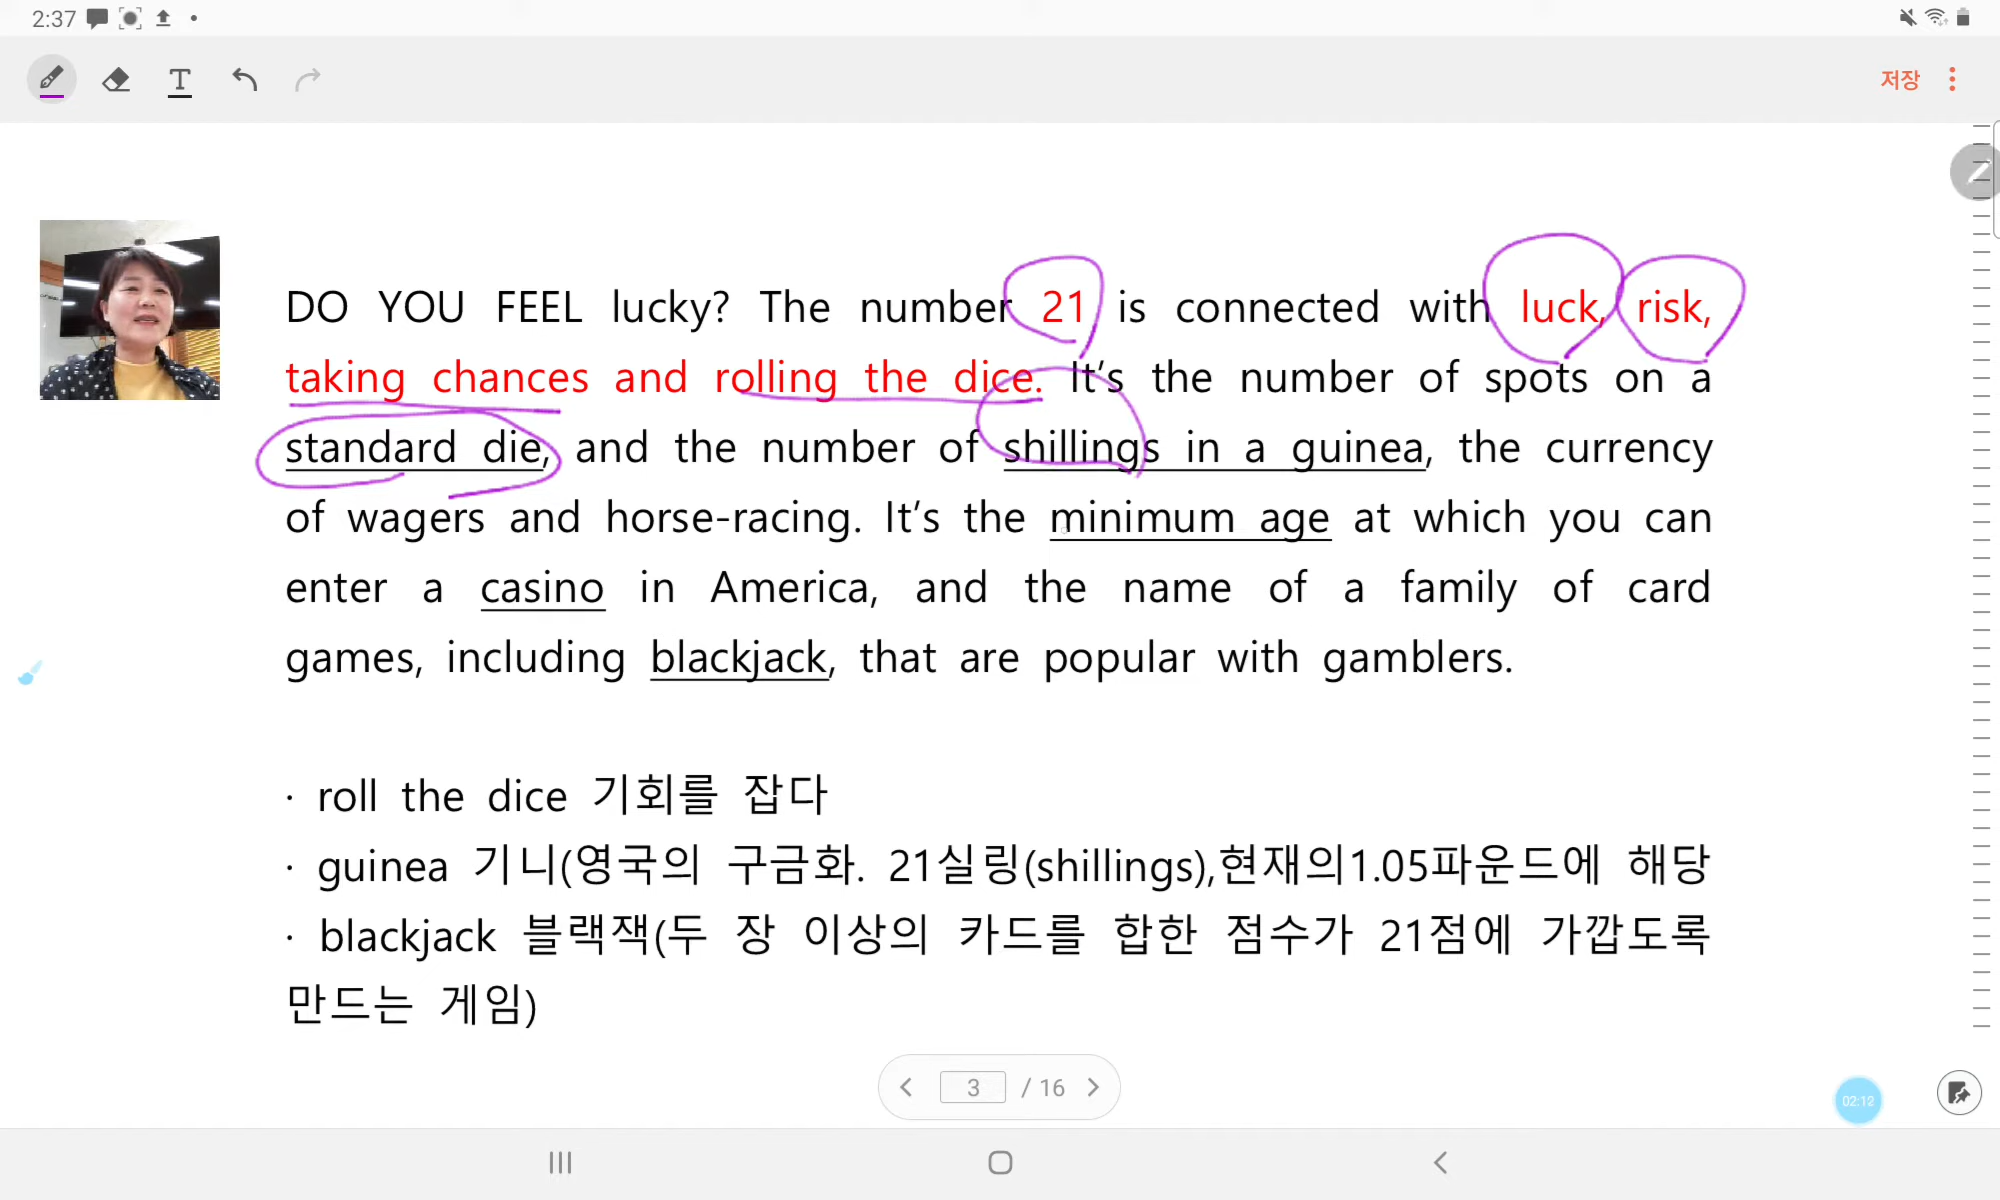 2:37
저장
DO YOU FEEL lucky? The number 21 is connected with luck, risk,
taking chances and rolling the dice. It's the number of spots on a
standard die, and the number of shillings in a guinea, the currency
of wagers and horse-racing. It's the minimum age at which you can
enter a casino in America, and the name of a family of card
games, including blackjack, that are popular with gamblers.
· roll the dice 기회를 잡다
· guinea 기니(영국의 구금화. 21실링(shillings),현재의1.05파운드에 해당
· blackjack 블랙잭(두 장 이상의 카드를 합한 점수가 21점에 가깝도록
만드는 게임)
3 / 16
02:12